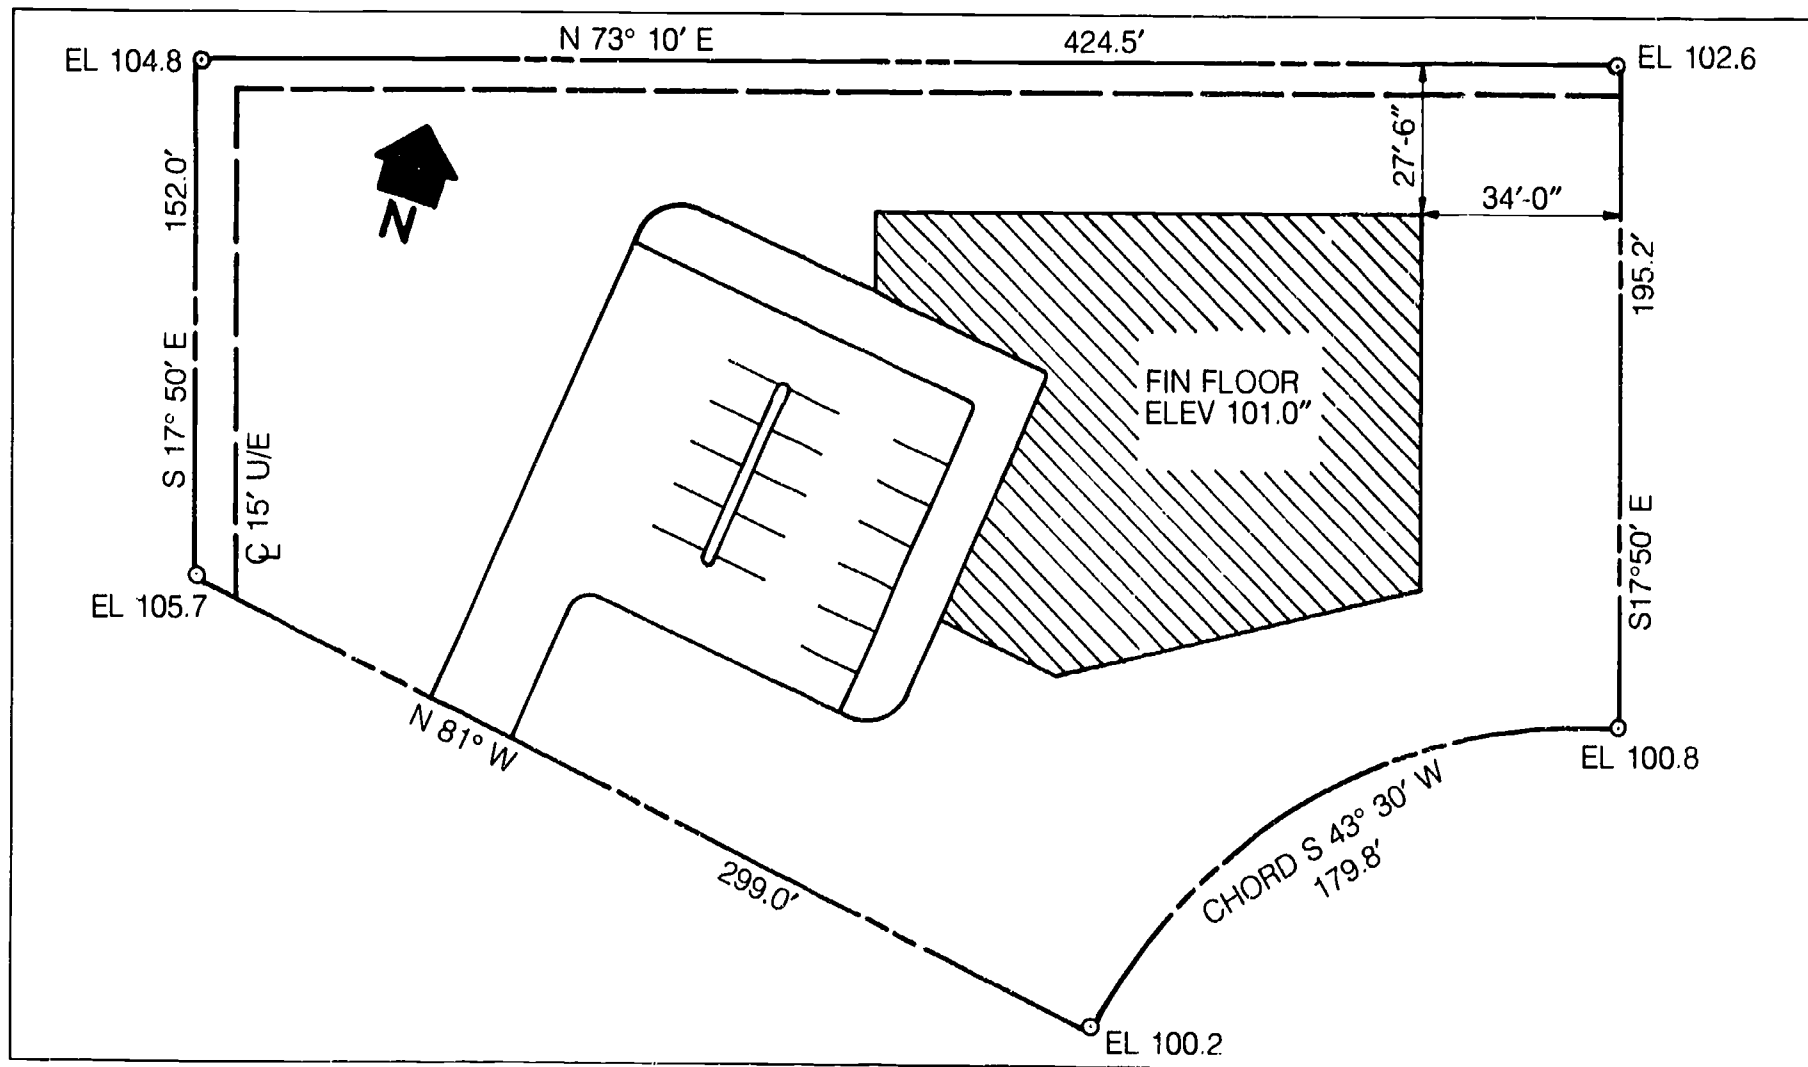 N 73° 10′ E
424.5′
EL 104.8
EL 102.6
27′-6″
34′-0″
152.0′
S 17° 50′ E
N
195.2′
S17°50′ E
FIN FLOOR
ELEV 101.0″
℄ 15′ U/E
EL 105.7
N 81° W
299.0′
EL 100.8
CHORD S 43° 30′ W
179.8′
EL 100.2